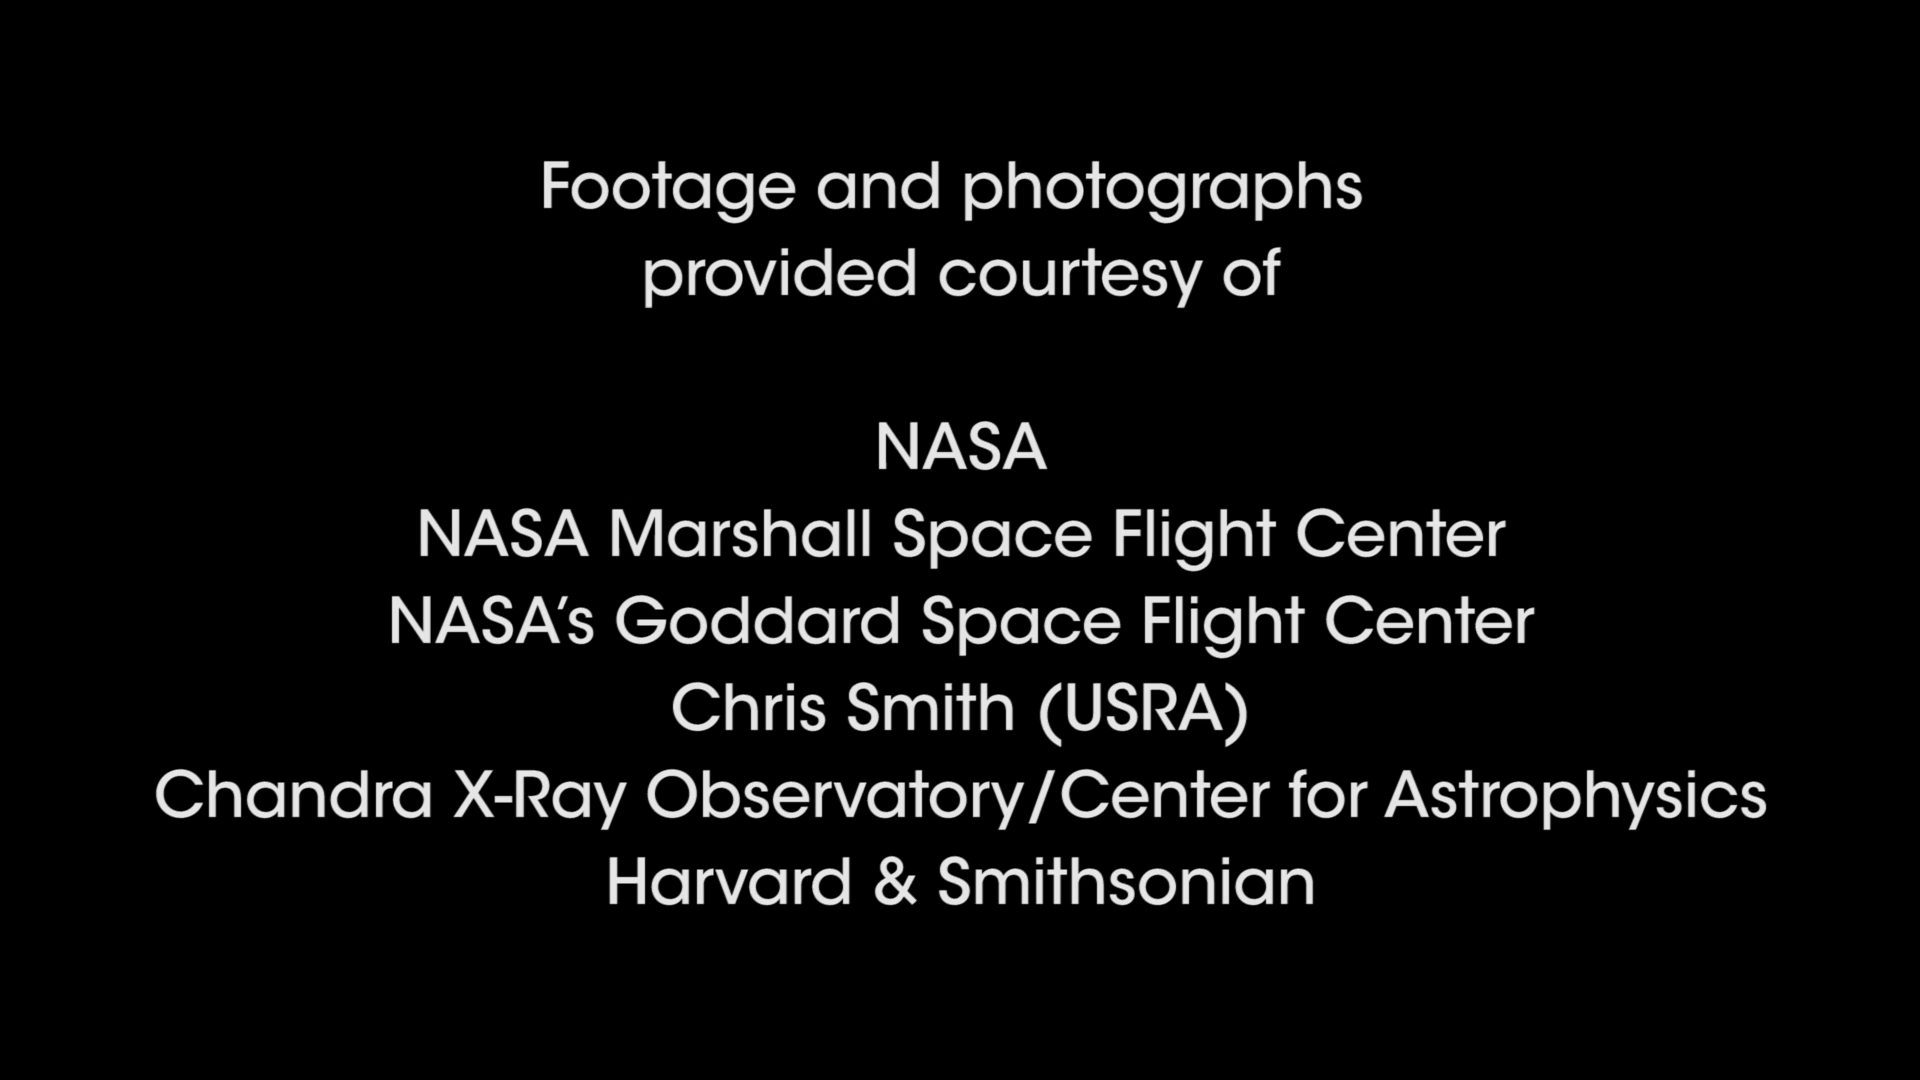 Footage and photographs
provided courtesy of
NASA
NASA Marshall Space Flight Center
NASA's Goddard Space Flight Center
Chris Smith (USRA)
Chandra X-Ray Observatory/Center for Astrophysics
Harvard & Smithsonian